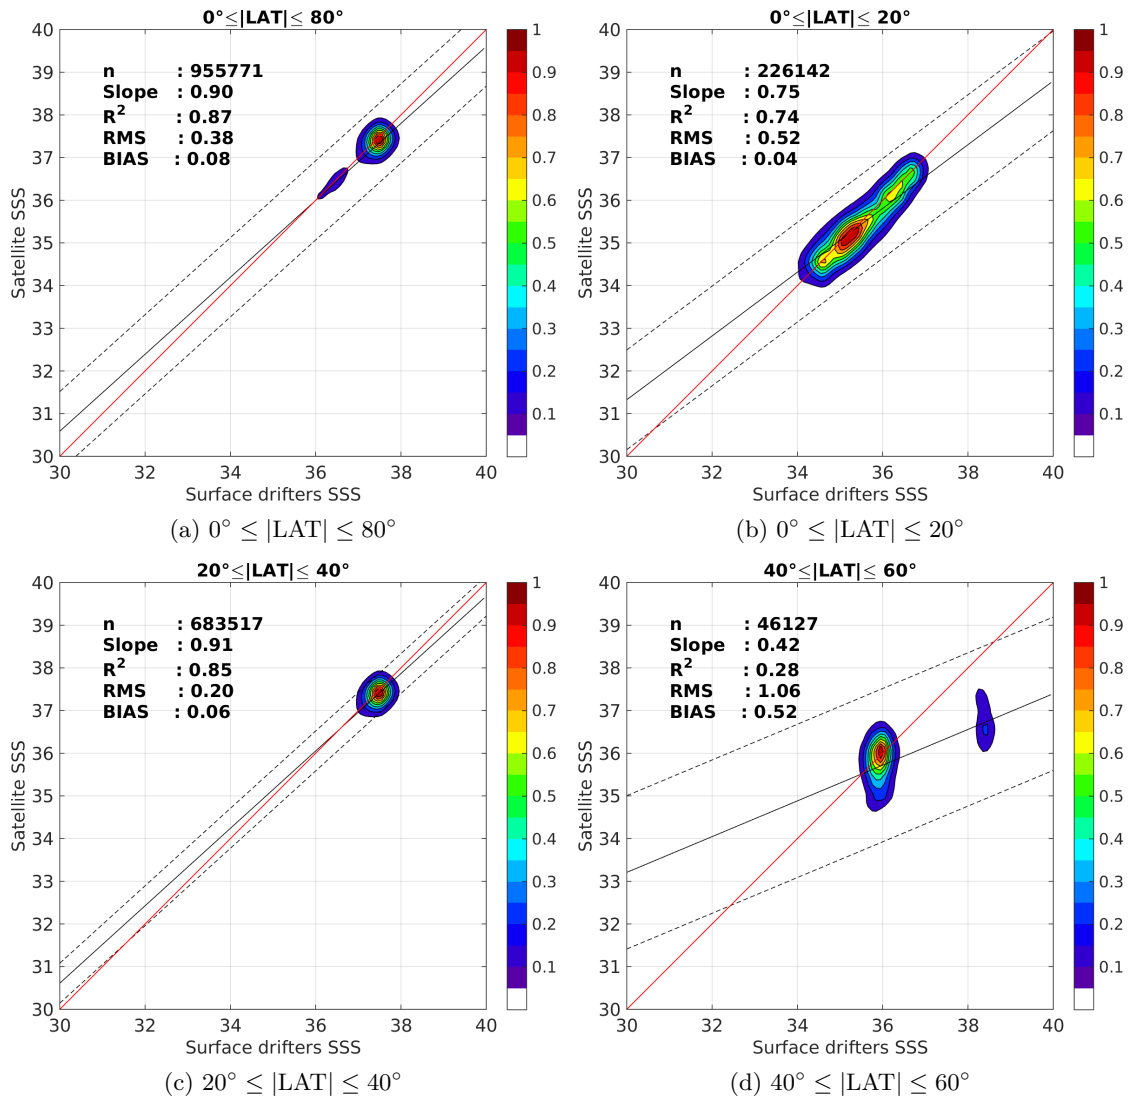 0°≤|LAT|≤ 80°
n : 955771
Slope : 0.90
R² : 0.87
RMS : 0.38
BIAS : 0.08
40
39
38
37
36
35
34
33
32
31
30
30 32 34 36 38 40
Satellite SSS
Surface drifters SSS
1
0.9
0.8
0.7
0.6
0.5
0.4
0.3
0.2
0.1
(a) 0° ≤ |LAT| ≤ 80°
0°≤|LAT|≤ 20°
n : 226142
Slope : 0.75
R² : 0.74
RMS : 0.52
BIAS : 0.04
40
39
38
37
36
35
34
33
32
31
30
30 32 34 36 38 40
Satellite SSS
Surface drifters SSS
1
0.9
0.8
0.7
0.6
0.5
0.4
0.3
0.2
0.1
(b) 0° ≤ |LAT| ≤ 20°
20°≤|LAT|≤ 40°
n : 683517
Slope : 0.91
R² : 0.85
RMS : 0.20
BIAS : 0.06
40
39
38
37
36
35
34
33
32
31
30
30 32 34 36 38 40
Satellite SSS
Surface drifters SSS
1
0.9
0.8
0.7
0.6
0.5
0.4
0.3
0.2
0.1
(c) 20° ≤ |LAT| ≤ 40°
40°≤|LAT|≤ 60°
n : 46127
Slope : 0.42
R² : 0.28
RMS : 1.06
BIAS : 0.52
40
39
38
37
36
35
34
33
32
31
30
30 32 34 36 38 40
Satellite SSS
Surface drifters SSS
1
0.9
0.8
0.7
0.6
0.5
0.4
0.3
0.2
0.1
(d) 40° ≤ |LAT| ≤ 60°